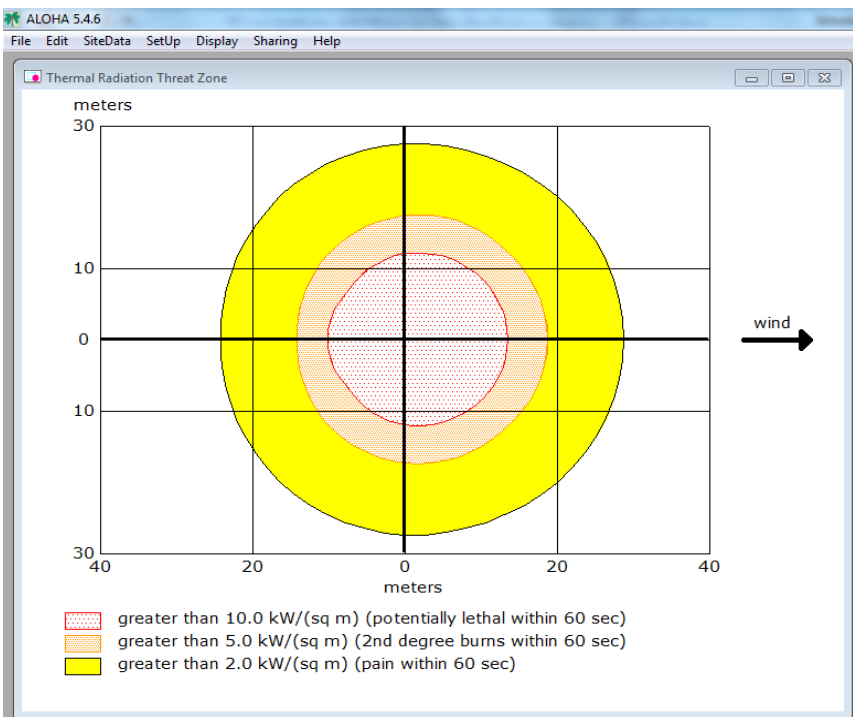 ALOHA 5.4.6
File Edit SiteData SetUp Display Sharing Help
Thermal Radiation Threat Zone
meters
30
10
0
10
30
wind
40 20 0 20 40
meters
greater than 10.0 kW/(sq m) (potentially lethal within 60 sec)
greater than 5.0 kW/(sq m) (2nd degree burns within 60 sec)
greater than 2.0 kW/(sq m) (pain within 60 sec)